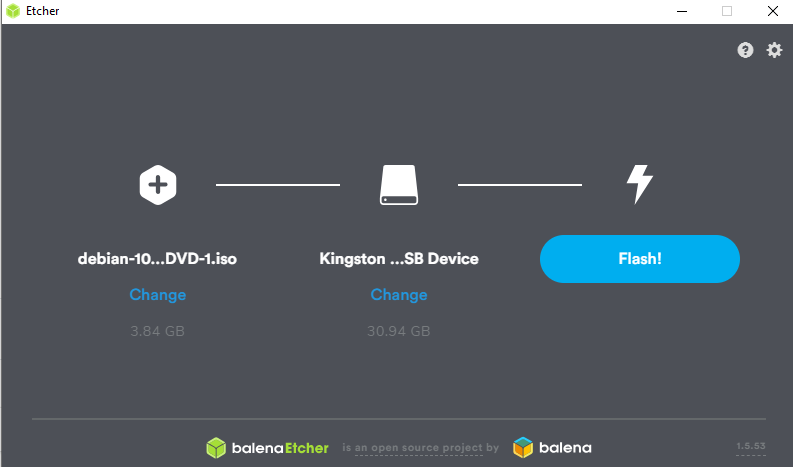 Etcher
debian-10...DVD-1.iso
Kingston ...SB Device
Flash!
Change
Change
3.84 GB
30.94 GB
balenaEtcher is an open source project by balena
1.5.53